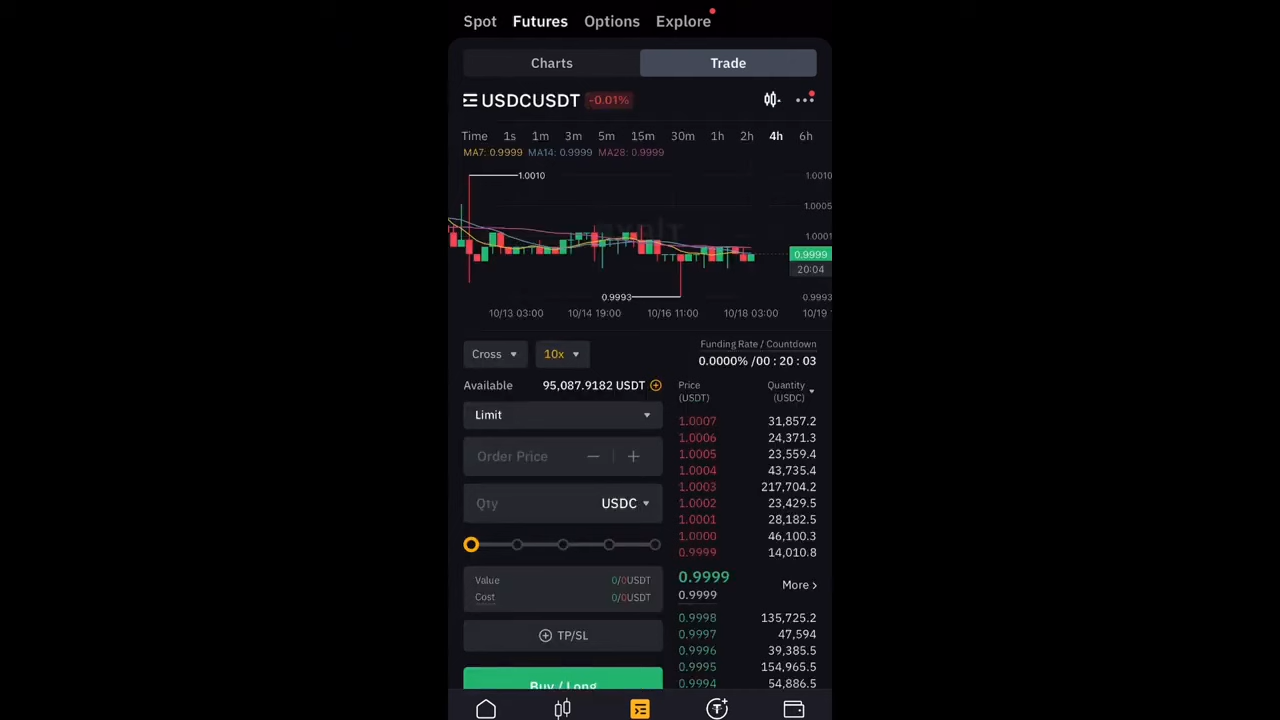 Spot Futures Options Explore
Charts Trade
USDCUSDT -0.01%
Time 1s 1m 3m 5m 15m 30m 1h 2h 4h 6h
MA7: 0.9999 MA14: 0.9999 MA28: 0.9999
1.0010 1.0010
1.0005
1.0001
0.9999
20:04
0.9993 0.9993
10/13 03:00 10/14 19:00 10/16 11:00 10/18 03:00 10/19
Cross 10x
Funding Rate / Countdown
0.0000% /00 : 20 : 03
Available 95,087.9182 USDT
Limit
Order Price
Qty USDC
Value 0/0USDT
Cost 0/0USDT
TP/SL
Buy / Long
Price Quantity
(USDT) (USDC)
1.0007 31,857.2
1.0006 24,371.3
1.0005 23,559.4
1.0004 43,735.4
1.0003 217,704.2
1.0002 23,429.5
1.0001 28,182.5
1.0000 46,100.3
0.9999 14,010.8
0.9999
0.9999
More
0.9998 135,725.2
0.9997 47,594
0.9996 39,385.5
0.9995 154,965.5
0.9994 54,886.5